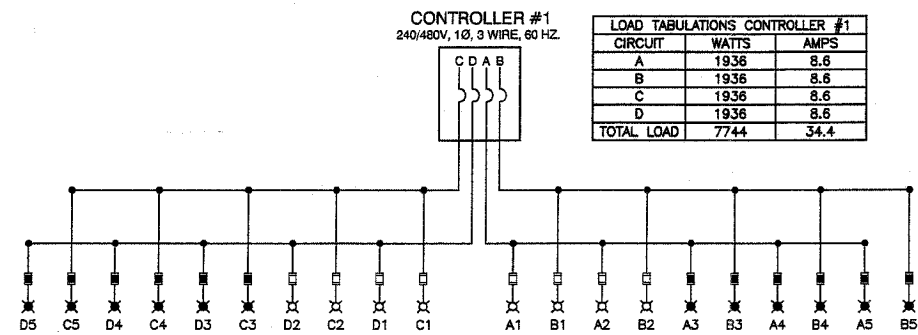 CONTROLLER #1
240/480V, 1Ø, 3 WIRE, 60 HZ.
C D A B
LOAD TABULATIONS CONTROLLER #1
CIRCUIT WATTS AMPS
A 1936 8.6
B 1936 8.6
C 1936 8.6
D 1936 8.6
TOTAL LOAD 7744 34.4
D5 C5 D4 C4 D3 C3 D2 C2 D1 C1 A1 B1 A2 B2 A3 B3 A4 B4 A5 B5